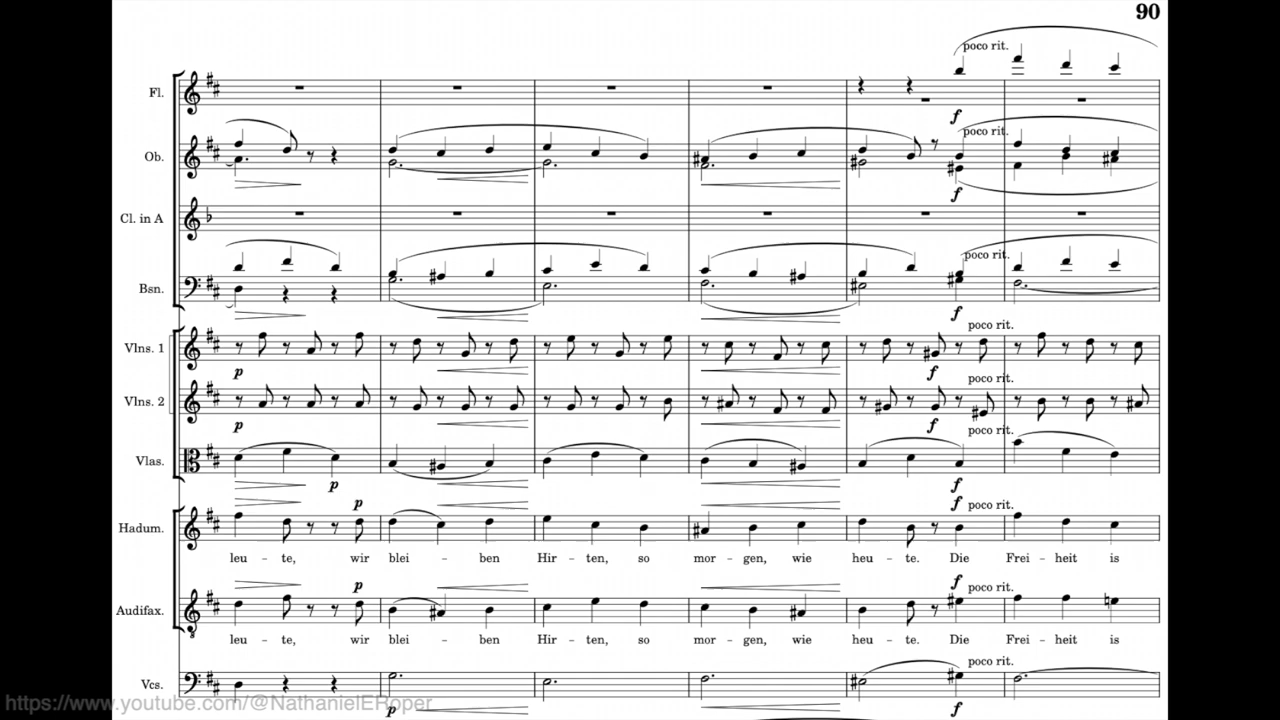 90
poco rit.
Fl.
f
poco rit.
Ob.
f
Cl. in A
poco rit.
Bsn.
f
poco rit.
Vlns. 1
p f
poco rit.
Vlns. 2
p f
poco rit.
Vlas.
p f
p f poco rit.
Hadum.
leu - te, wir blei - ben Hir - ten, so mor - gen, wie heu - te. Die Frei - heit is
p f poco rit.
Audifax.
leu - te, wir blei - ben Hir - ten, so mor - gen, wie heu - te. Die Frei - heit is
poco rit.
Vcs.
p f
https://www.youtube.com/@NathanielERoper